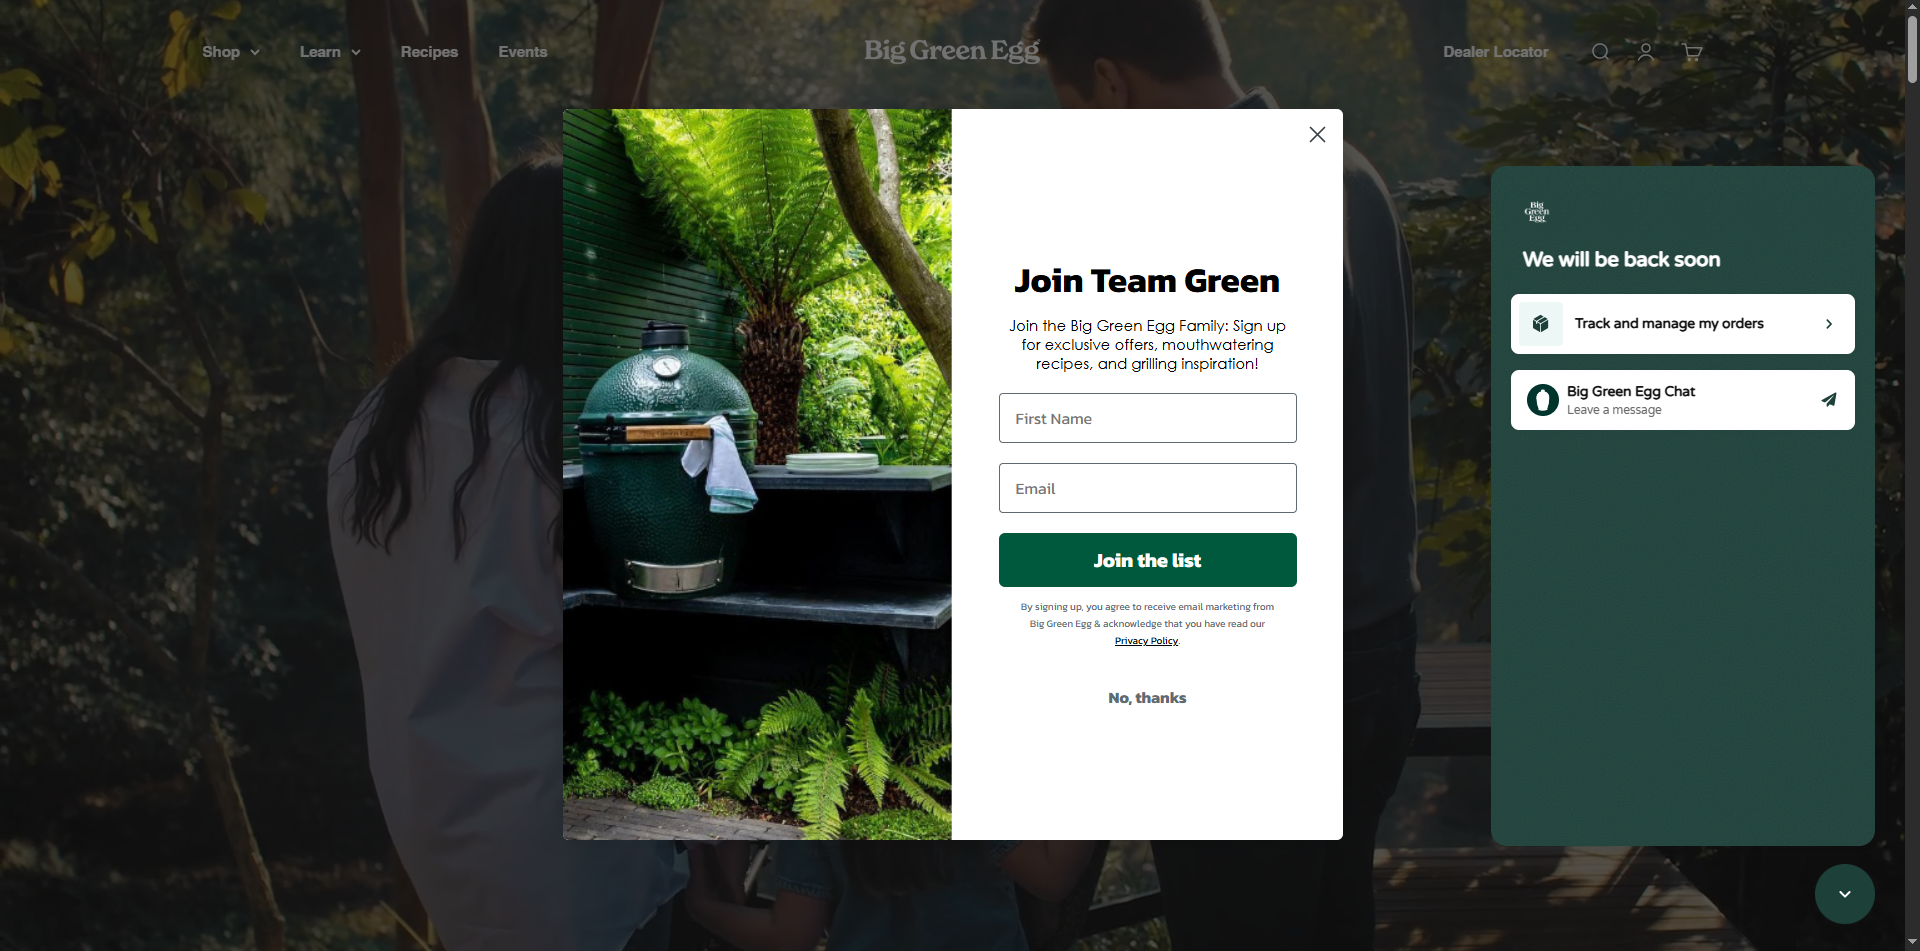 Shop
Learn
Recipes
Events
Big Green Egg
Dealer Locator
Join Team Green
Join the Big Green Egg Family: Sign up
for exclusive offers, mouthwatering
recipes, and grilling inspiration!
First Name
Email
Join the list
By signing up, you agree to receive email marketing from
Big Green Egg & acknowledge that you have read our
Privacy Policy.
No, thanks
Big
Green
Egg
We will be back soon
Track and manage my orders
Big Green Egg Chat
Leave a message